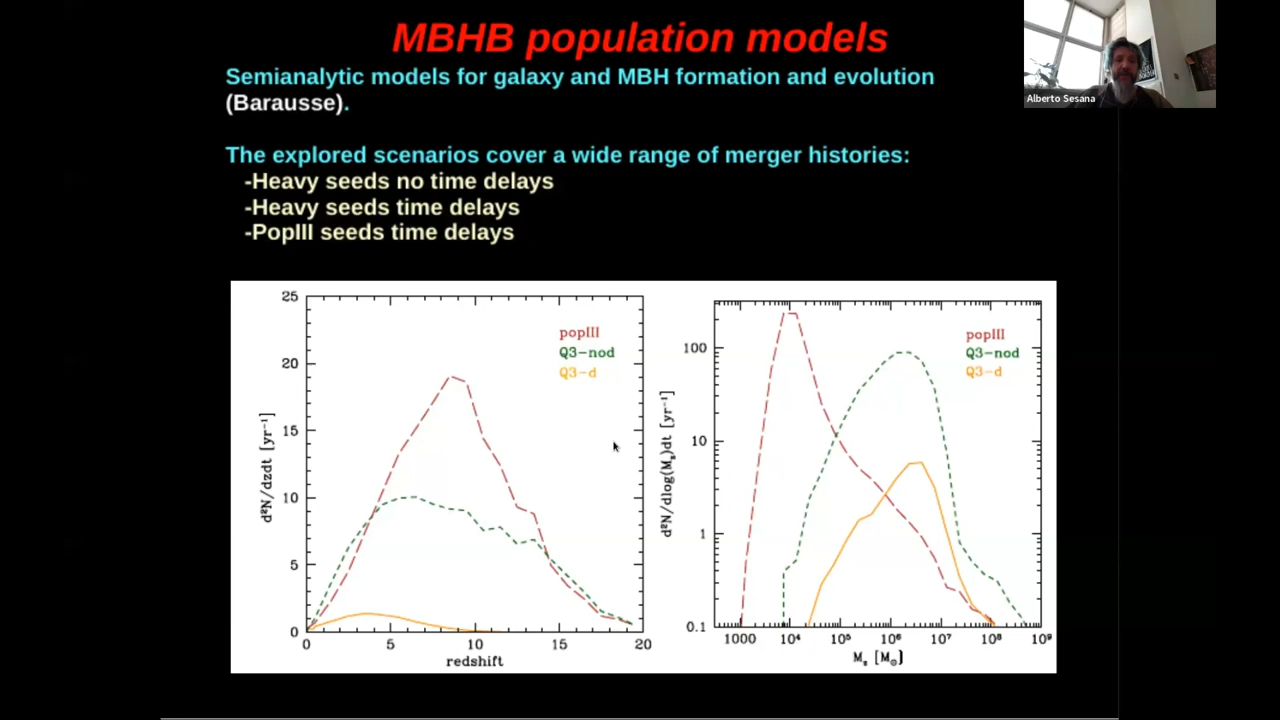 MBHB population models
Semianalytic models for galaxy and MBH formation and evolution
(Barausse).
Alberto Sesana
The explored scenarios cover a wide range of merger histories:
-Heavy seeds no time delays
-Heavy seeds time delays
-PopIII seeds time delays
25
20
15
10
5
0
d²N/dzdt [yr⁻¹]
popIII
Q3-nod
Q3-d
0 5 10 15 20
redshift
100
10
1
0.1
d²N/dlog(M_z)dt [yr⁻¹]
popIII
Q3-nod
Q3-d
1000 10⁴ 10⁵ 10⁶ 10⁷ 10⁸ 10⁹
M_z [M_⊙]